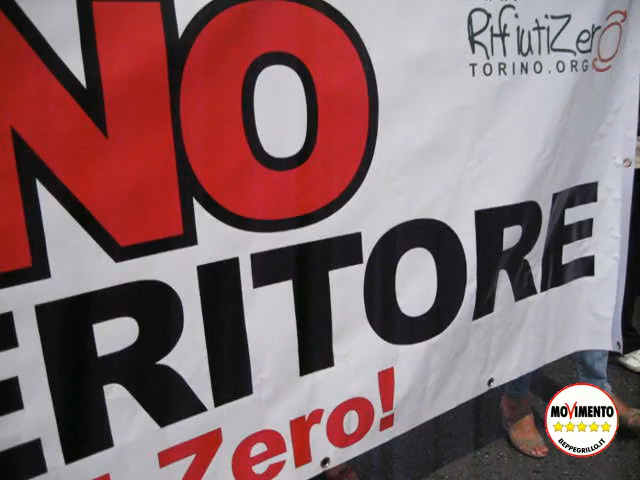 RifiutiZero
TORINO.ORG
NO
ERITORE
Zero!
MOVIMENTO
BEPPEGRILLO.IT